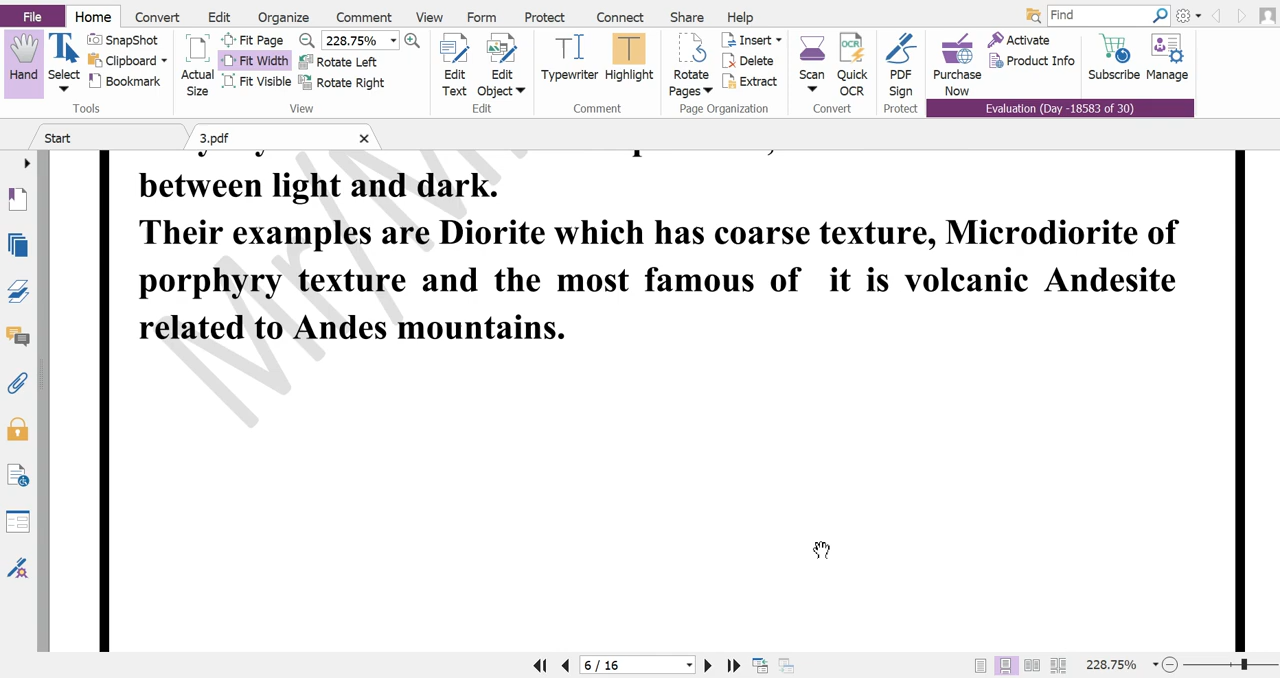 File Home Convert Edit Organize Comment View Form Protect Connect Share Help Find
Hand
Select
SnapShot
Clipboard
Bookmark
Tools
Actual Size
Fit Page
Fit Width
Fit Visible
228.75%
Rotate Left
Rotate Right
View
Edit Text
Edit Object
Edit
Typewriter
Highlight
Comment
Rotate Pages
Insert
Delete
Extract
Page Organization
Scan
Quick OCR
Convert
PDF Sign
Protect
Purchase Now
Activate
Product Info
Subscribe
Manage
Evaluation (Day -18583 of 30)
Start
3.pdf
between light and dark.
Their examples are Diorite which has coarse texture, Microdiorite of
porphyry texture and the most famous of it is volcanic Andesite
related to Andes mountains.
Mr/M
6 / 16
228.75%